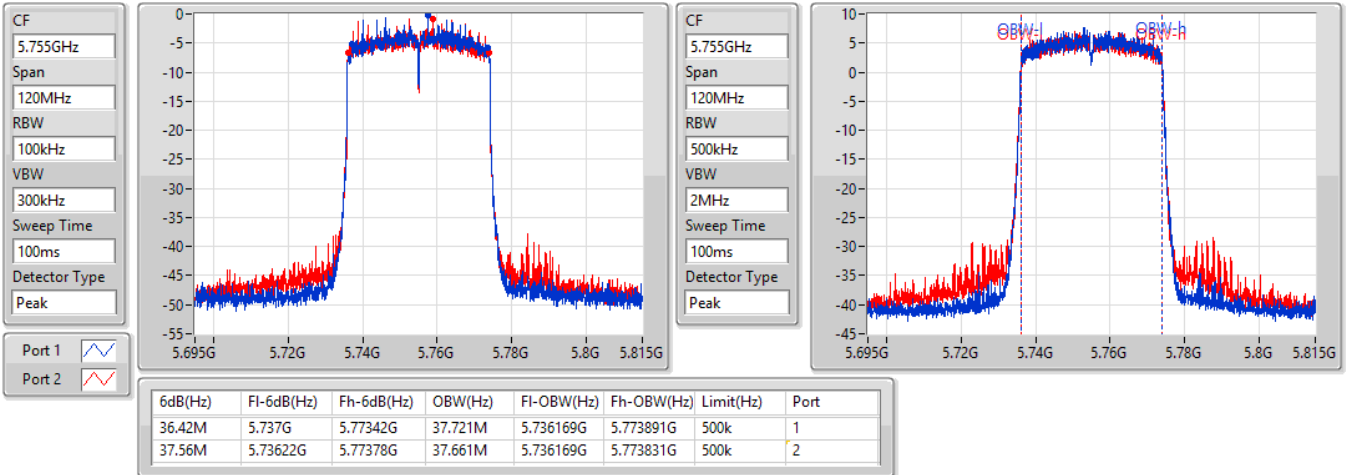 CF
5.755GHz
Span
120MHz
RBW
100kHz
VBW
300kHz
Sweep Time
100ms
Detector Type
Peak
Port 1
Port 2
0
-5
-10
-15
-20
-25
-30
-35
-40
-45
-50
-55
5.695G 5.72G 5.74G 5.76G 5.78G 5.8G 5.815G
CF
5.755GHz
Span
120MHz
RBW
500kHz
VBW
2MHz
Sweep Time
100ms
Detector Type
Peak
10
5
0
-5
-10
-15
-20
-25
-30
-35
-40
-45
OBW-l OBW-h
5.695G 5.72G 5.74G 5.76G 5.78G 5.8G 5.815G
6dB(Hz) Fl-6dB(Hz) Fh-6dB(Hz) OBW(Hz) Fl-OBW(Hz) Fh-OBW(Hz) Limit(Hz) Port
36.42M 5.737G 5.77342G 37.721M 5.736169G 5.773891G 500k 1
37.56M 5.73622G 5.77378G 37.661M 5.736169G 5.773831G 500k 2